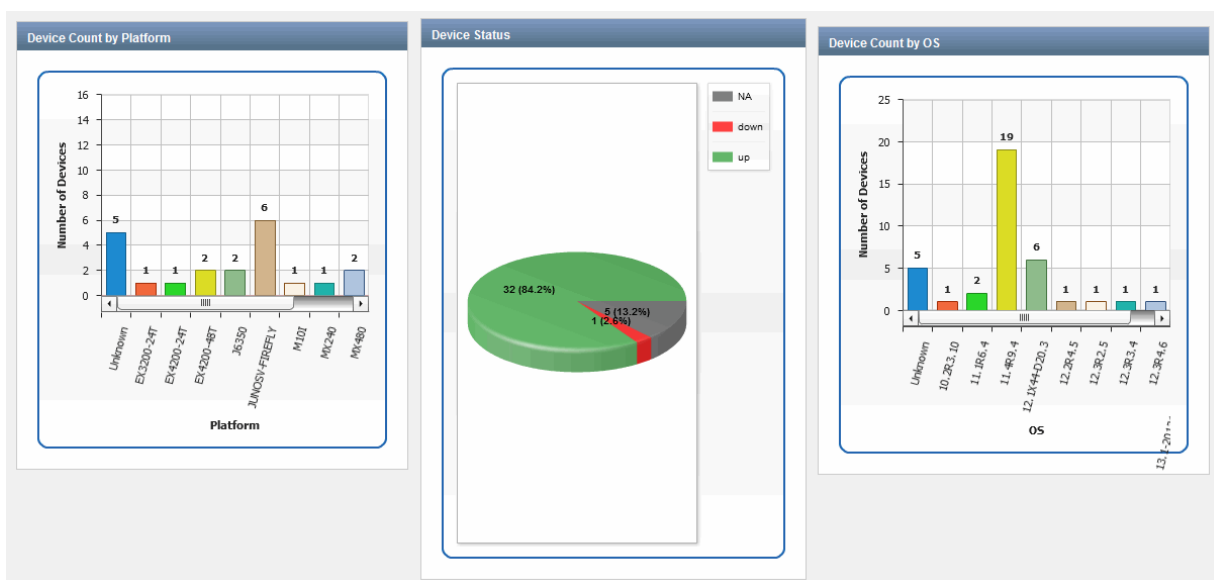 Device Count by Platform
16
14
12
10
8
6
4
2
0
Number of Devices
5
1
1
2
2
6
1
1
2
Unknown
EX3200-24T
EX4200-24T
EX4200-48T
J6350
JUNOSV-FIREFLY
M10I
MX240
MX480
Platform
Device Status
NA
down
up
32 (84.2%)
5 (13.2%)
1 (2.6%)
Device Count by OS
25
20
15
10
5
0
Number of Devices
5
1
2
19
6
1
1
1
1
Unknown
10.2R3.10
11.1R6.4
11.4R9.4
12.1X44-D20.3
12.2R4.5
12.3R2.5
12.3R3.4
12.3R4.6
OS